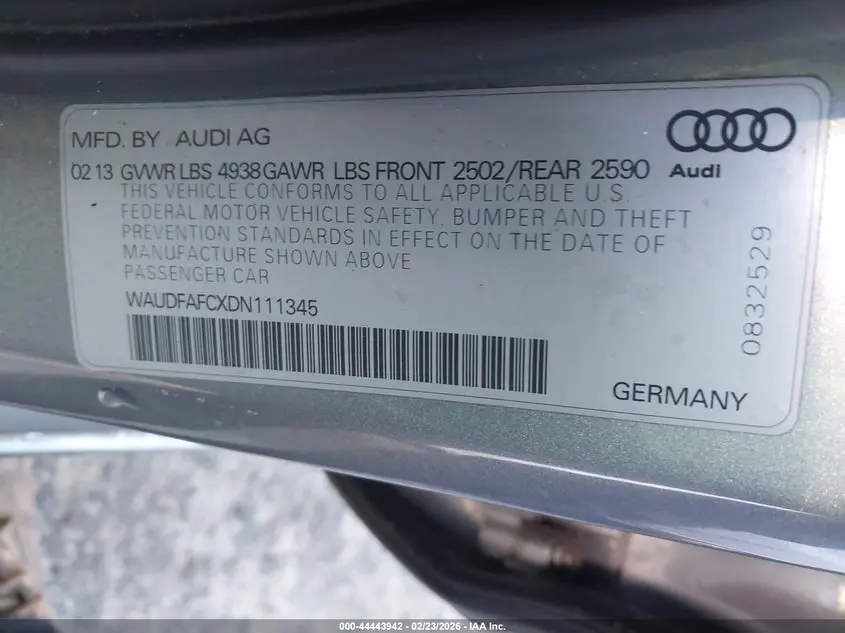 MFD. BY AUDI AG
Audi
02 13 GVWR LBS 4938 GAWR LBS FRONT 2502/REAR 2590
THIS VEHICLE CONFORMS TO ALL APPLICABLE U.S.
FEDERAL MOTOR VEHICLE SAFETY, BUMPER AND THEFT
PREVENTION STANDARDS IN EFFECT ON THE DATE OF
MANUFACTURE SHOWN ABOVE
PASSENGER CAR
WAUDFAFCXDN111345
0832529
GERMANY
000-44443942 - 02/23/2026 - IAA Inc.